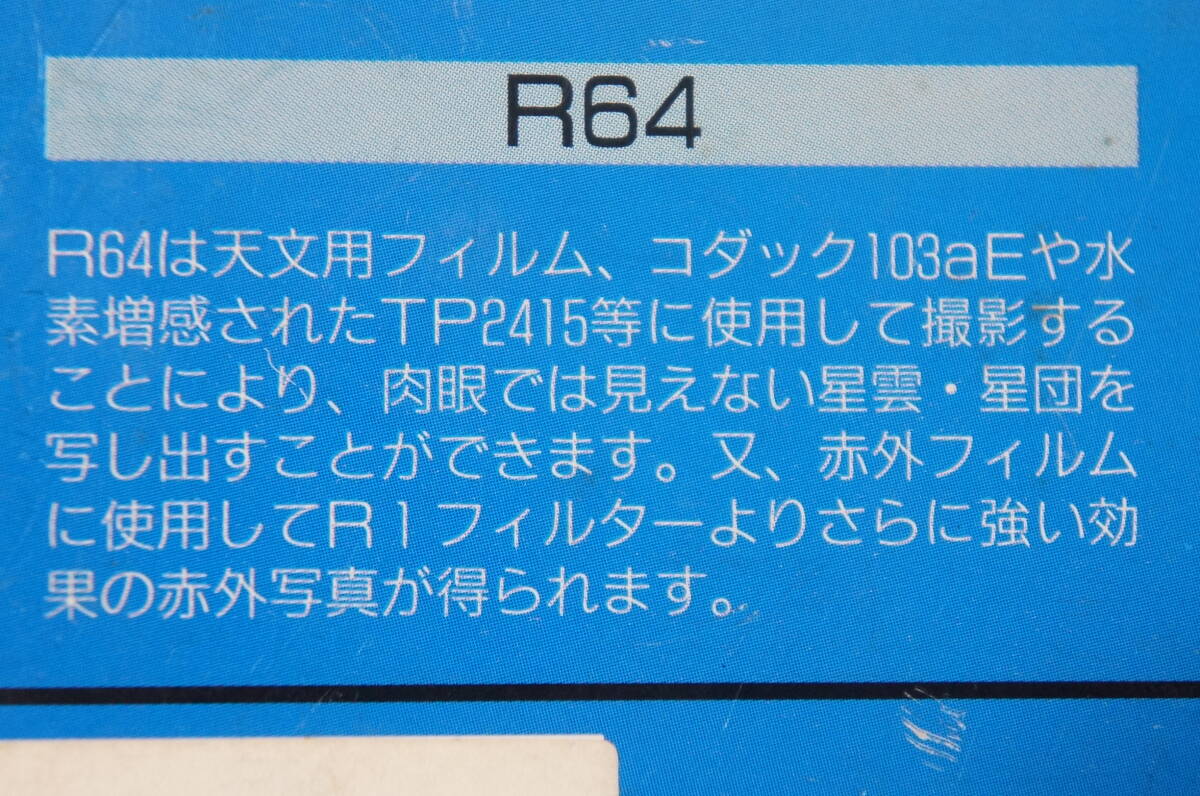 R64
R64は天文用フィルム、コダック103aEや水
素増感されたTP2415等に使用して撮影する
ことにより、肉眼では見えない星雲・星団を
写し出すことができます。又、赤外フィルム
に使用してR1フィルターよりさらに強い効
果の赤外写真が得られます。